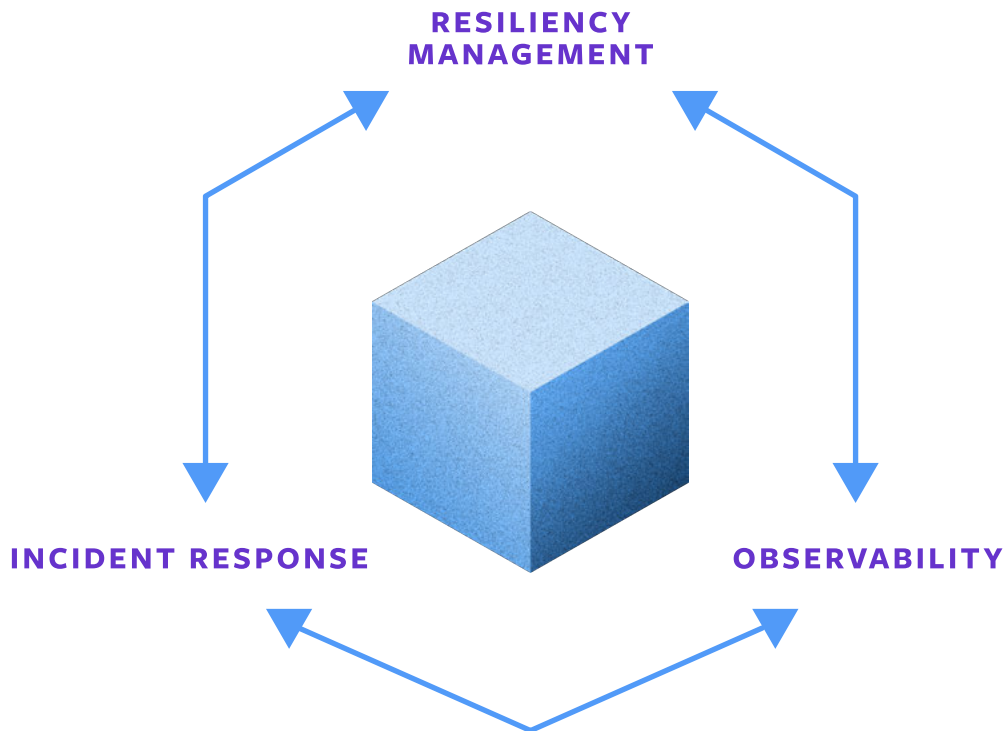 RESILIENCY
MANAGEMENT
INCIDENT RESPONSE
OBSERVABILITY